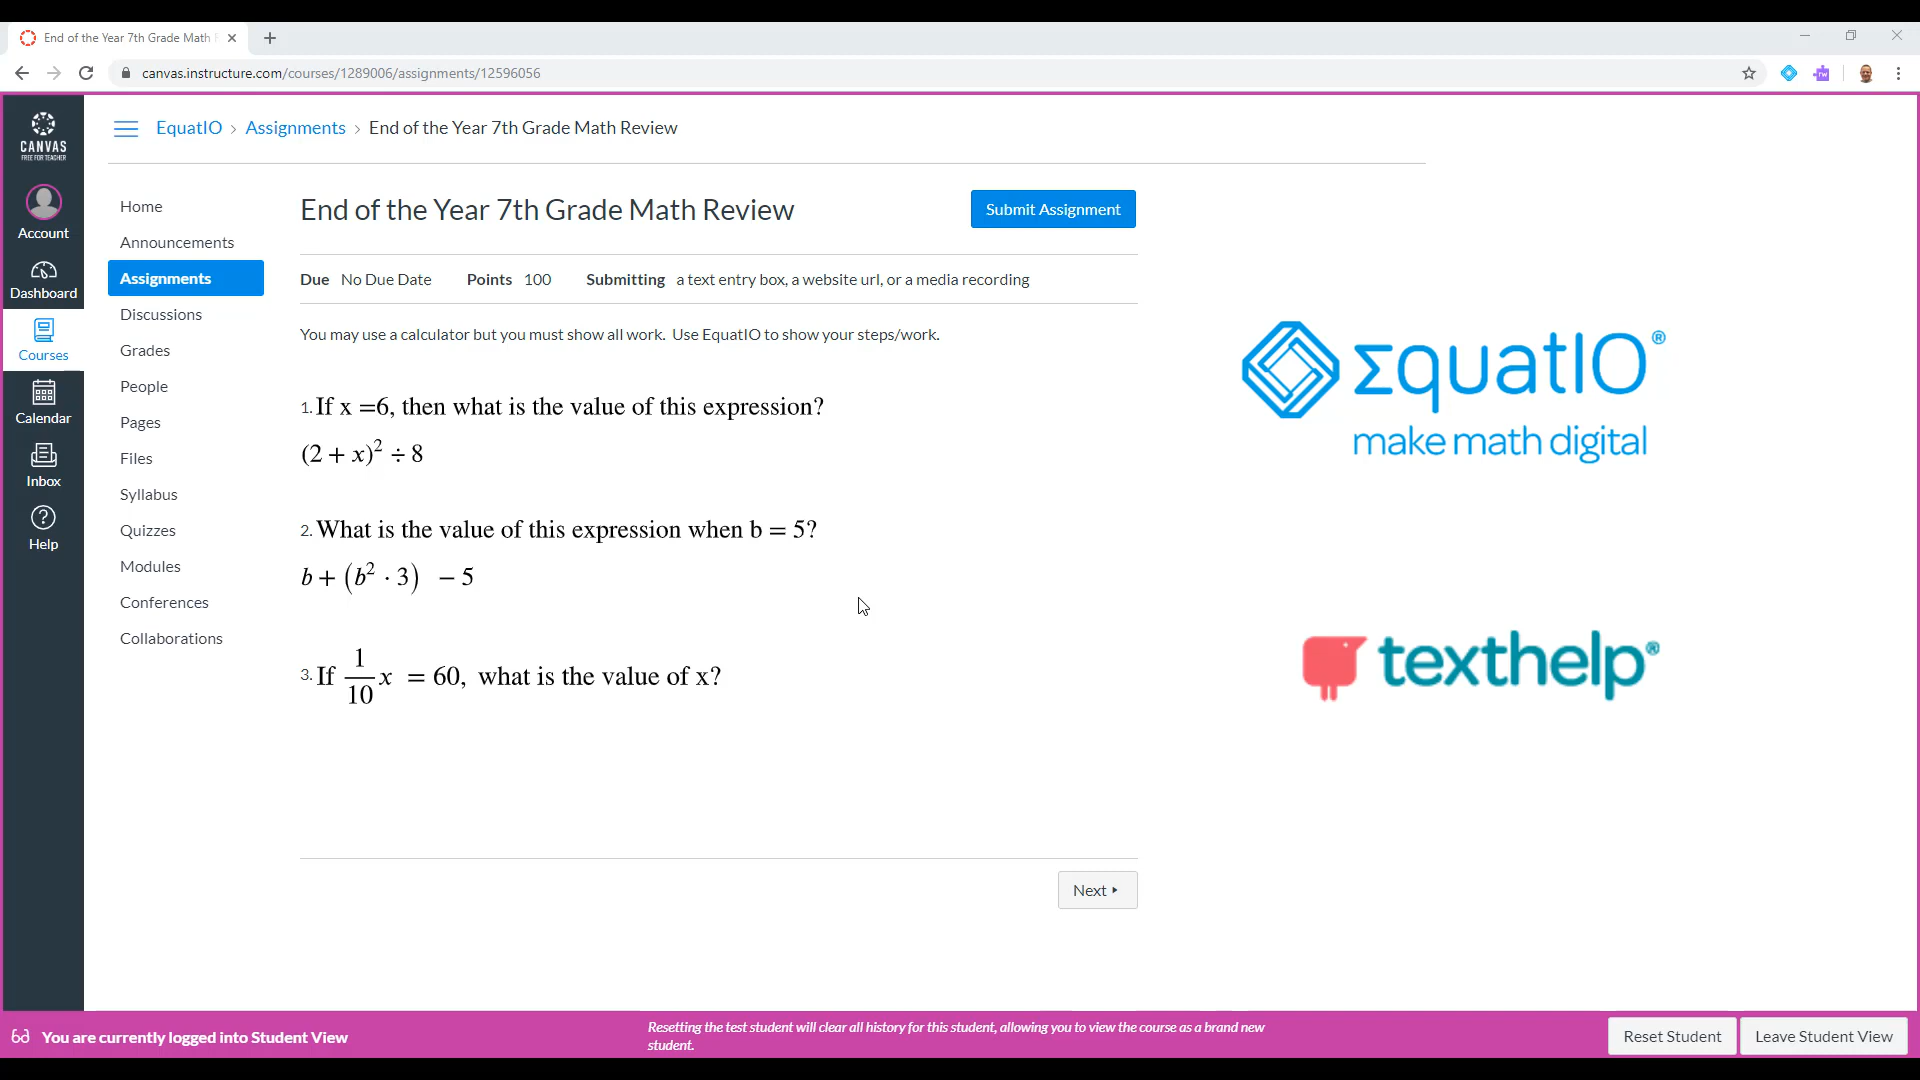 End of the Year 7th Grade Math R
canvas.instructure.com/courses/1289006/assignments/12596056
CANVAS
FREE FOR TEACHER
Account
Dashboard
Courses
Calendar
Inbox
Help
EquatIO > Assignments > End of the Year 7th Grade Math Review
Home
Announcements
Assignments
Discussions
Grades
People
Pages
Files
Syllabus
Quizzes
Modules
Conferences
Collaborations
End of the Year 7th Grade Math Review
Submit Assignment
Due No Due Date Points 100 Submitting a text entry box, a website url, or a media recording
You may use a calculator but you must show all work. Use EquatIO to show your steps/work.
1. If x =6, then what is the value of this expression?
(2 + x)² ÷ 8
2. What is the value of this expression when b = 5?
b + (b² · 3) − 5
3. If 1/10 x = 60, what is the value of x?
Next
ΣquatIO®
make math digital
texthelp®
You are currently logged into Student View
Resetting the test student will clear all history for this student, allowing you to view the course as a brand new
student.
Reset Student
Leave Student View